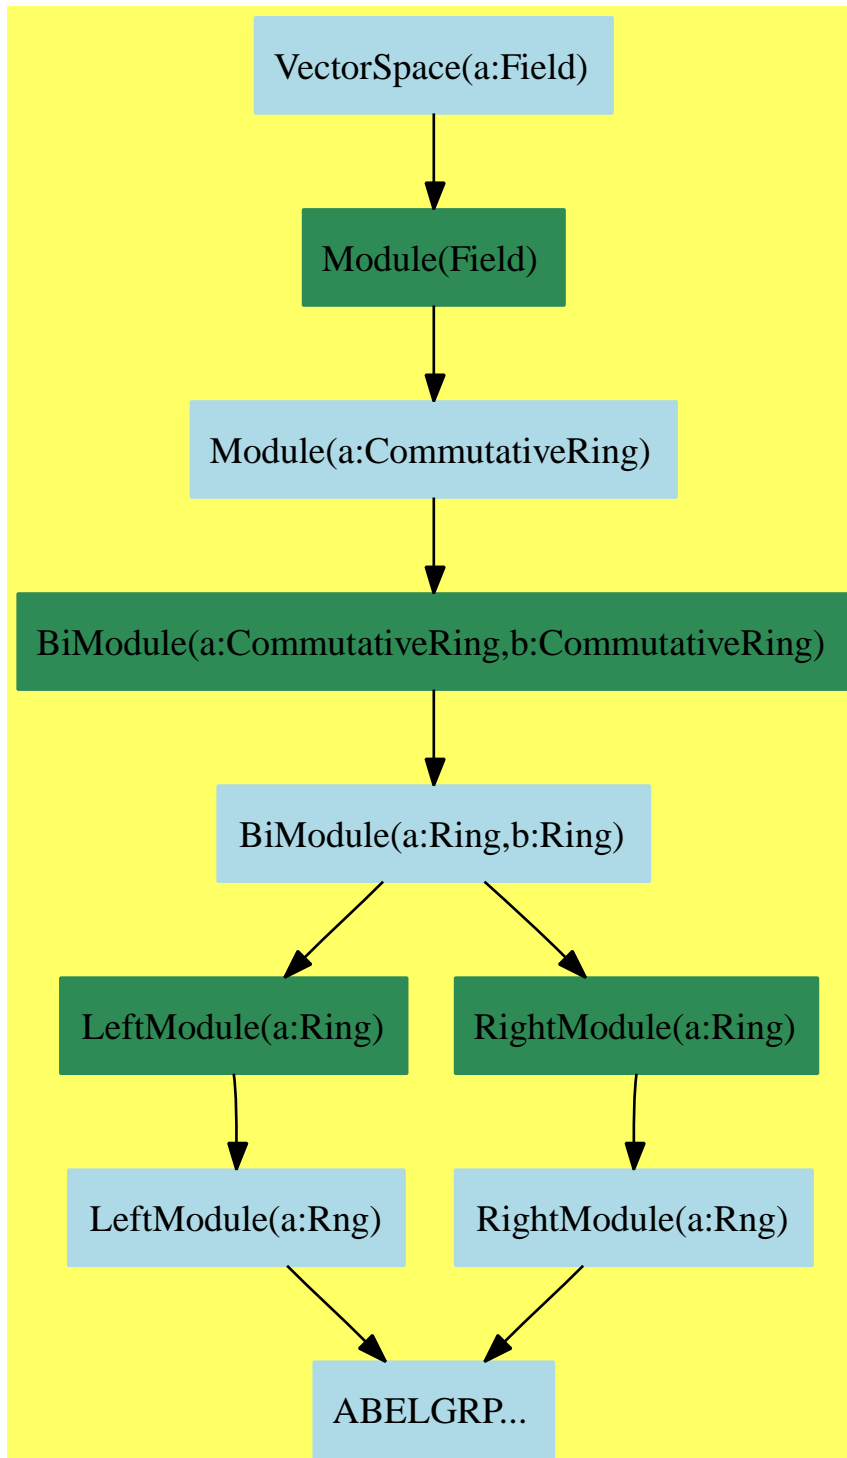 VectorSpace(a:Field)
Module(Field)
Module(a:CommutativeRing)
BiModule(a:CommutativeRing,b:CommutativeRing)
BiModule(a:Ring,b:Ring)
LeftModule(a:Ring)
RightModule(a:Ring)
LeftModule(a:Rng)
RightModule(a:Rng)
ABELGRP...